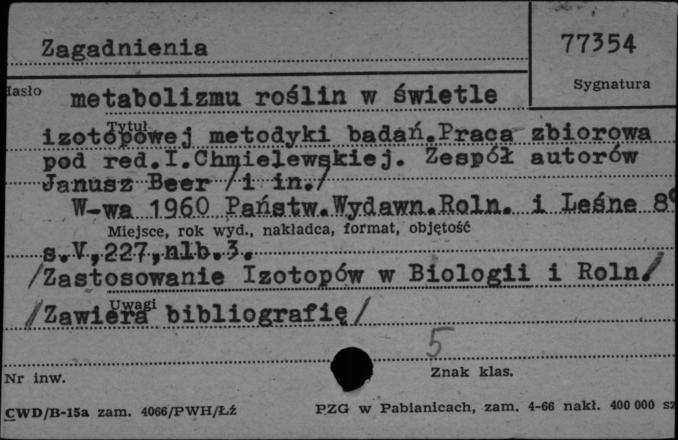 Zagadnienia
77354
Hasło
Sygnatura
metabolizmu roślin w świetle
Tytuł
izotopowej metodyki badań.Praca zbiorowa
pod red.I.Chmielewskiej. Zespół autorów
Janusz Beer /i in./
W-wa 1960 Państw.Wydawn.Roln. i Leśne 8°
Miejsce, rok wyd., nakładca, format, objętość
s.V,227,nlb.3.
/Zastosowanie Izotopów w Biologii i Roln/
Uwagi
/Zawiera bibliografię/
5
Nr inw.
Znak klas.
CWD/B-15a zam. 4066/PWH/Łź
PZG w Pabianicach, zam. 4-66 nakł. 400 000 sz